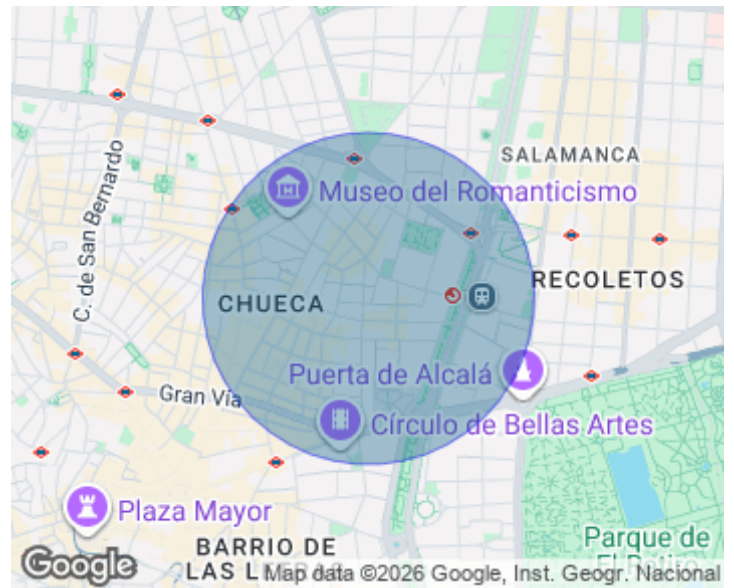 SALAMANCA
Museo del Romanticismo
C. de San Bernardo
RECOLETOS
CHUECA
Puerta de Alcalá
Gran Vía
Círculo de Bellas Artes
Plaza Mayor
Parque de
BARRIO DE
LAS
Google
Map data ©2026 Google, Inst. Geogr. Nacional